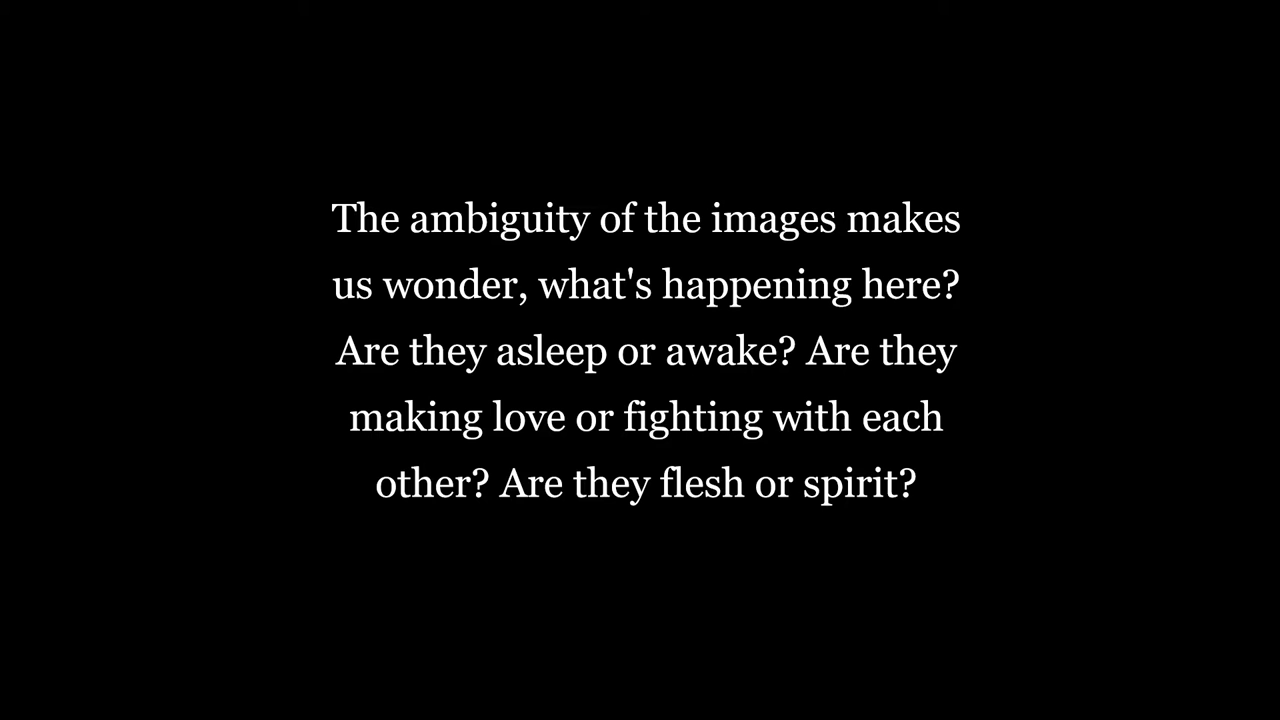 The ambiguity of the images makes
us wonder, what's happening here?
Are they asleep or awake? Are they
making love or fighting with each
other? Are they flesh or spirit?